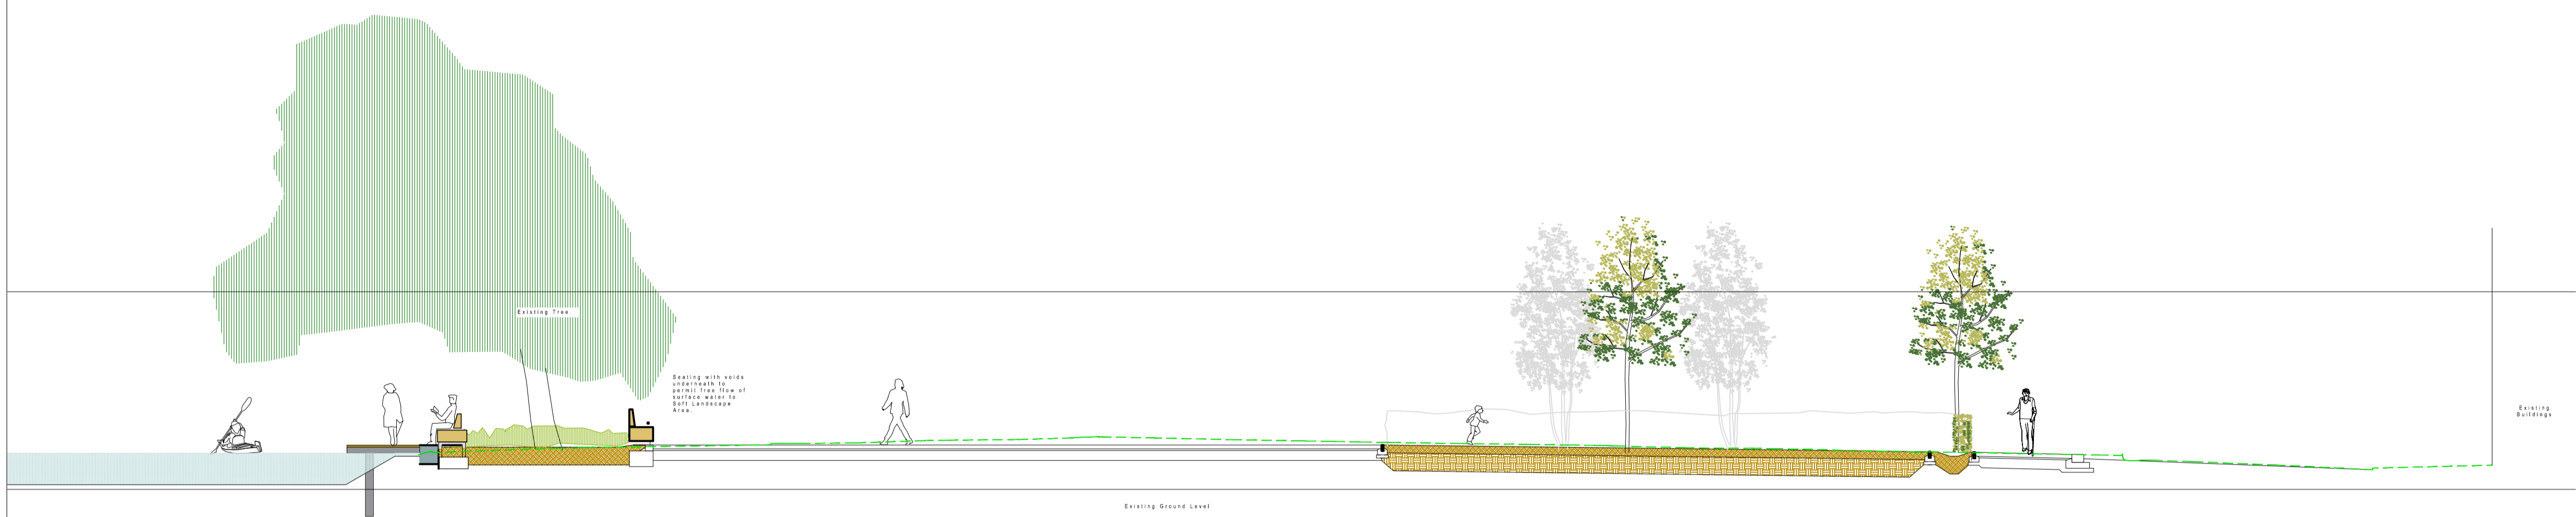 Existing Tree
Seating with voids
underneath to
permit free flow of
surface water to
Soft Landscape
Area.
Existing
Buildings
Existing Ground Level